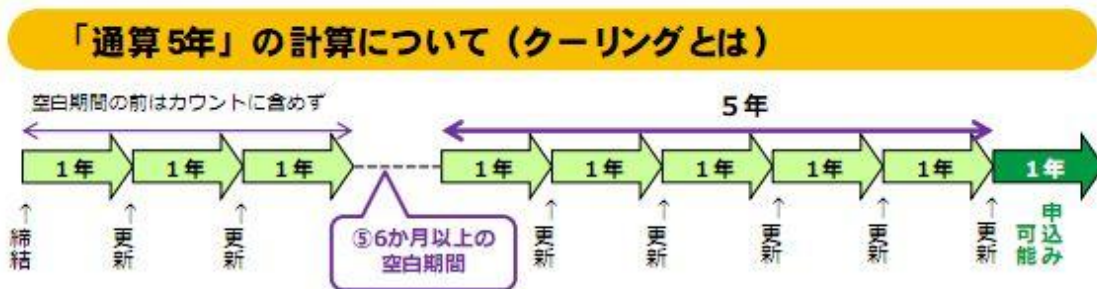 「通算5年」の計算について（クーリングとは）
空白期間の前はカウントに含めず
5年
1年
1年
1年
1年
1年
1年
1年
1年
1年
↑締結
↑更新
↑更新
⑤6か月以上の
空白期間
↑更新
↑更新
↑更新
↑更新
↑更新
申込み
可能